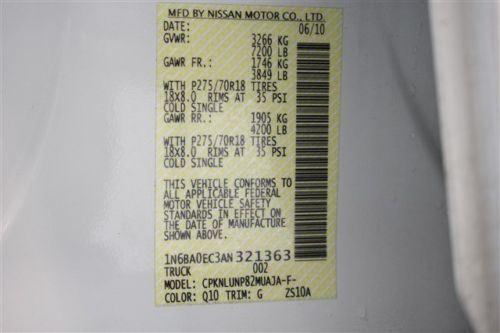 MFD BY NISSAN MOTOR CO., LTD.
DATE: 06/10
GVWR: 3266 KG
7200 LB
GAWR FR.: 1746 KG
3849 LB
WITH P275/70R18 TIRES
18X8.0 RIMS AT 35 PSI
COLD SINGLE
GAWR RR.: 1905 KG
4200 LB
WITH P275/70R18 TIRES
18X8.0 RIMS AT 35 PSI
COLD SINGLE
THIS VEHICLE CONFORMS TO
ALL APPLICABLE FEDERAL
MOTOR VEHICLE SAFETY
STANDARDS IN EFFECT ON
THE DATE OF MANUFACTURE
SHOWN ABOVE.
1N6BA0EC3AN321363
TRUCK 002
MODEL: CPKNLUNP82MUAJA-F-
COLOR: Q10 TRIM: G ZS10A